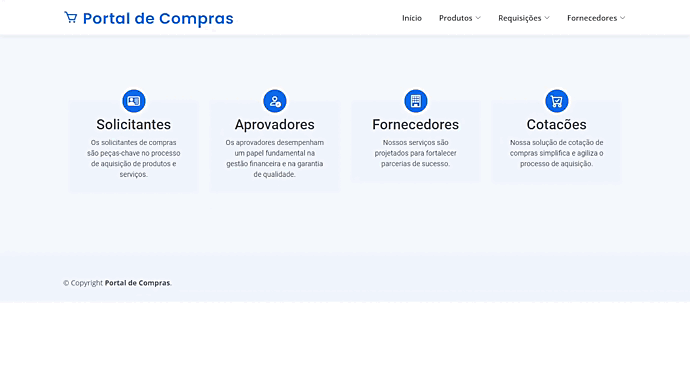 Portal de Compras
Início
Produtos
Requisições
Fornecedores
Solicitantes
Os solicitantes de compras
são peças-chave no processo
de aquisição de produtos e
serviços.
Aprovadores
Os aprovadores desempenham
um papel fundamental na
gestão financeira e na garantia
de qualidade.
Fornecedores
Nossos serviços são
projetados para fortalecer
parcerias de sucesso.
Cotacões
Nossa solução de cotação de
compras simplifica e agiliza o
processo de aquisição.
© Copyright Portal de Compras.